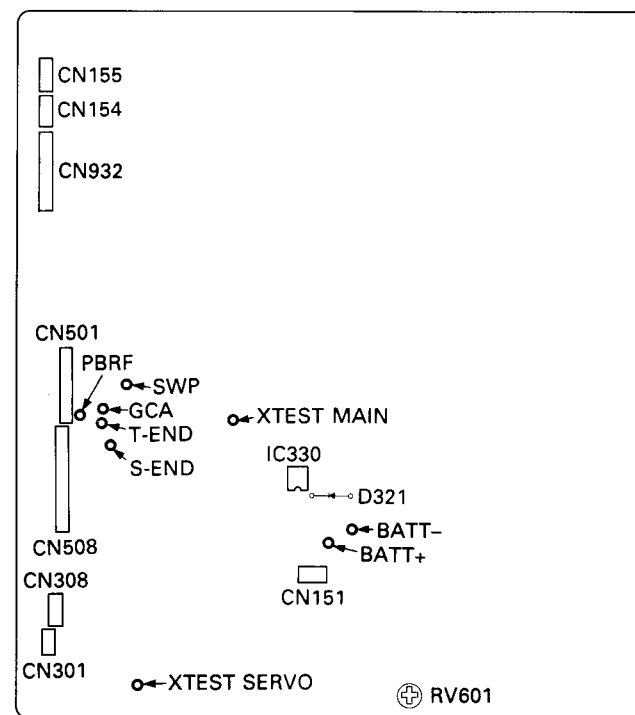 CN155
CN154
CN932
CN501
PBRF
SWP
GCA
XTEST MAIN
T-END
IC330
S-END
D321
BATT–
CN508
BATT+
CN308
CN151
CN301
XTEST SERVO
RV601